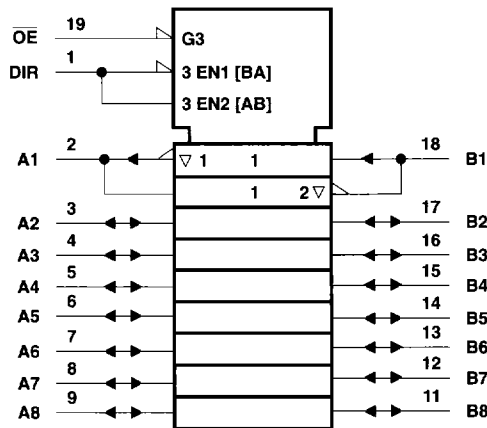 OE 19 G3
DIR 1 3 EN1 [BA]
3 EN2 [AB]
A1 2 ▽ 1 1 18 B1
1 2 ▽
A2 3 17 B2
A3 4 16 B3
A4 5 15 B4
A5 6 14 B5
A6 7 13 B6
A7 8 12 B7
A8 9 11 B8